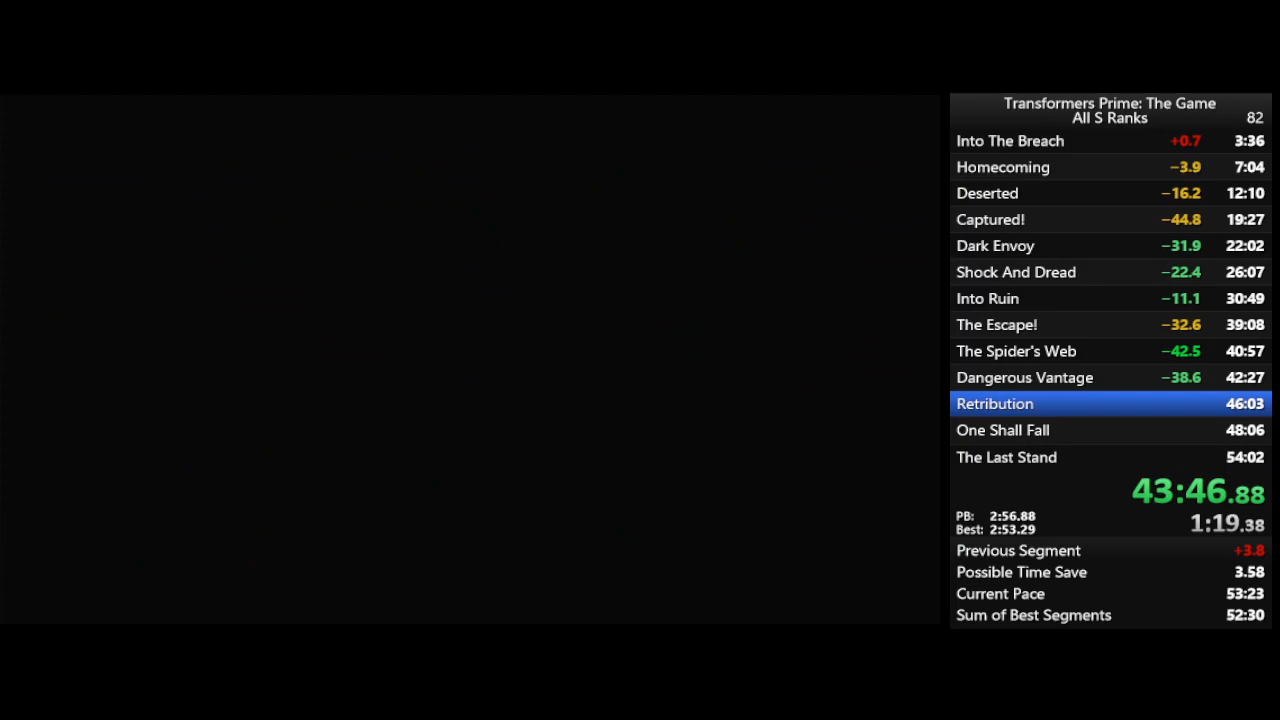 Transformers Prime: The Game
All S Ranks 82
Into The Breach +0.7 3:36
Homecoming −3.9 7:04
Deserted −16.2 12:10
Captured! −44.8 19:27
Dark Envoy −31.9 22:02
Shock And Dread −22.4 26:07
Into Ruin −11.1 30:49
The Escape! −32.6 39:08
The Spider's Web −42.5 40:57
Dangerous Vantage −38.6 42:27
Retribution 46:03
One Shall Fall 48:06
The Last Stand 54:02
43:46.88
PB: 2:56.88
Best: 2:53.29
1:19.38
Previous Segment +3.8
Possible Time Save 3.58
Current Pace 53:23
Sum of Best Segments 52:30